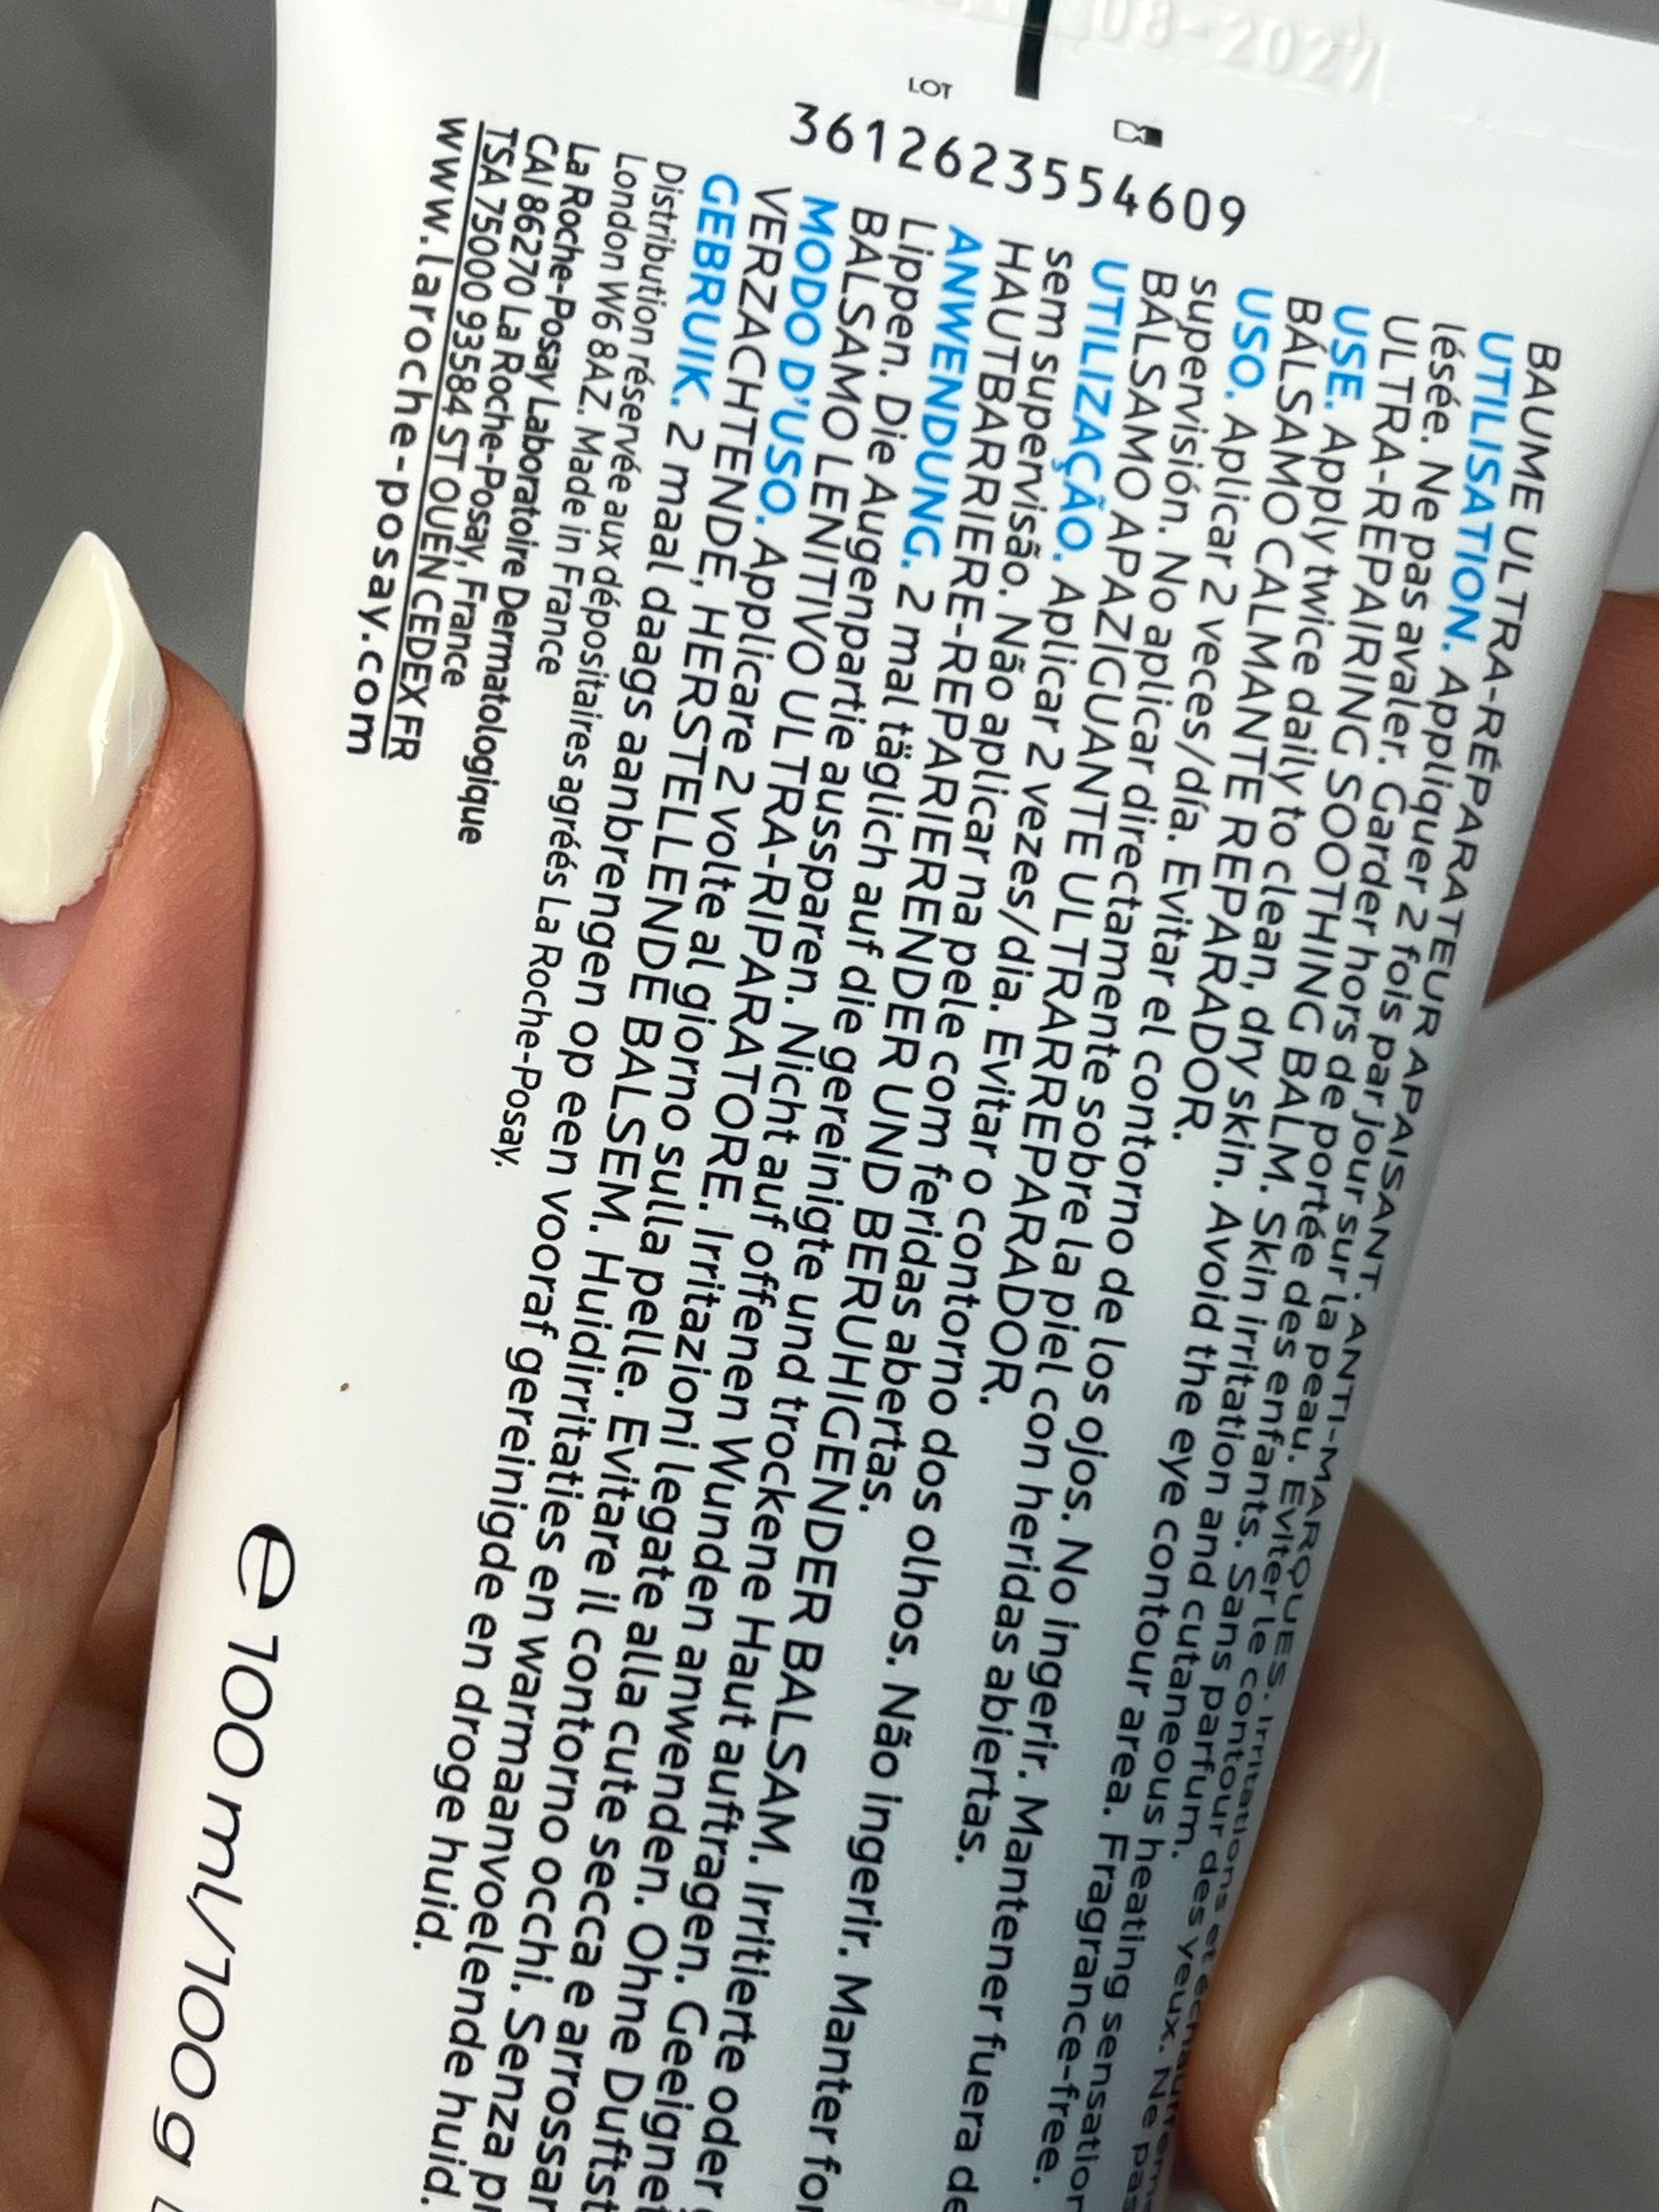 08-2027
LOT
3612623554609
BAUME ULTRA-RÉPARATEUR APAISANT. ANTI-MARQUES. Irritations et
UTILISATION. Appliquer 2 fois par jour sur la peau. Eviter le contour des yeux. Ne pas
lésée. Ne pas avaler. Garder hors de portée des enfants. Sans parfum.
ULTRA-REPAIRING SOOTHING BALM. Skin irritation and cutaneous heating sensation
USE. Apply twice daily to clean, dry skin. Avoid the eye contour area. Fragrance-free.
BÁLSAMO CALMANTE REPARADOR.
USO. Aplicar 2 veces/día. Evitar el contorno de los ojos. No ingerir. Mantener fuera de
supervisión. No aplicar directamente sobre la piel con heridas abiertas.
BÁLSAMO APAZIGUANTE ULTRARREPARADOR.
UTILIZAÇÃO. Aplicar 2 vezes/dia. Evitar o contorno dos olhos. Não ingerir. Manter
sem supervisão. Não aplicar na pele com feridas abertas.
HAUTBARRIERE-REPARIERENDER UND BERUHIGENDER BALSAM. Irritierte oder
ANWENDUNG. 2 mal täglich auf die gereinigte und trockene Haut auftragen. Geeignet
Lippen. Die Augenpartie aussparen. Nicht auf offenen Wunden anwenden. Ohne
BALSAMO LENITIVO ULTRA-RIPARATORE. Irritazioni legate alla cute secca e
MODO D'USO. Applicare 2 volte al giorno sulla pelle. Evitare il contorno occhi. Senza
VERZACHTENDE, HERSTELLENDE BALSEM. Huidirritaties en warmaanvoelende huid.
GEBRUIK. 2 maal daags aanbrengen op een vooraf gereinigde en droge huid.
Distribution réservée aux dépositaires agréés La Roche-Posay.
London W6 8AZ. Made in France
La Roche-Posay Laboratoire Dermatologique
CAI 86270 La Roche-Posay, France
TSA 75000 93584 ST OUEN CEDEX FR
www.laroche-posay.com
e 100 ml/100 g